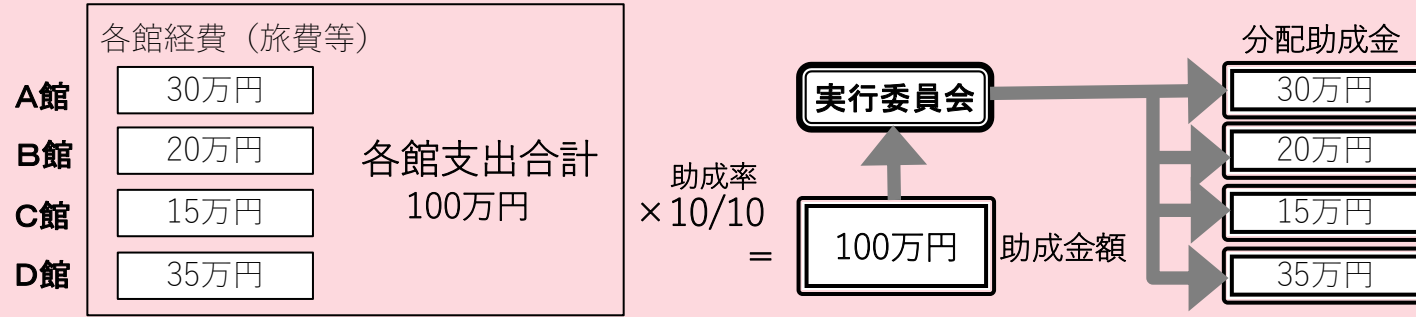 各館経費（旅費等）
A館
30万円
B館
20万円
C館
15万円
D館
35万円
各館支出合計
100万円
助成率
×10/10
＝
実行委員会
100万円
助成金額
分配助成金
30万円
20万円
15万円
35万円